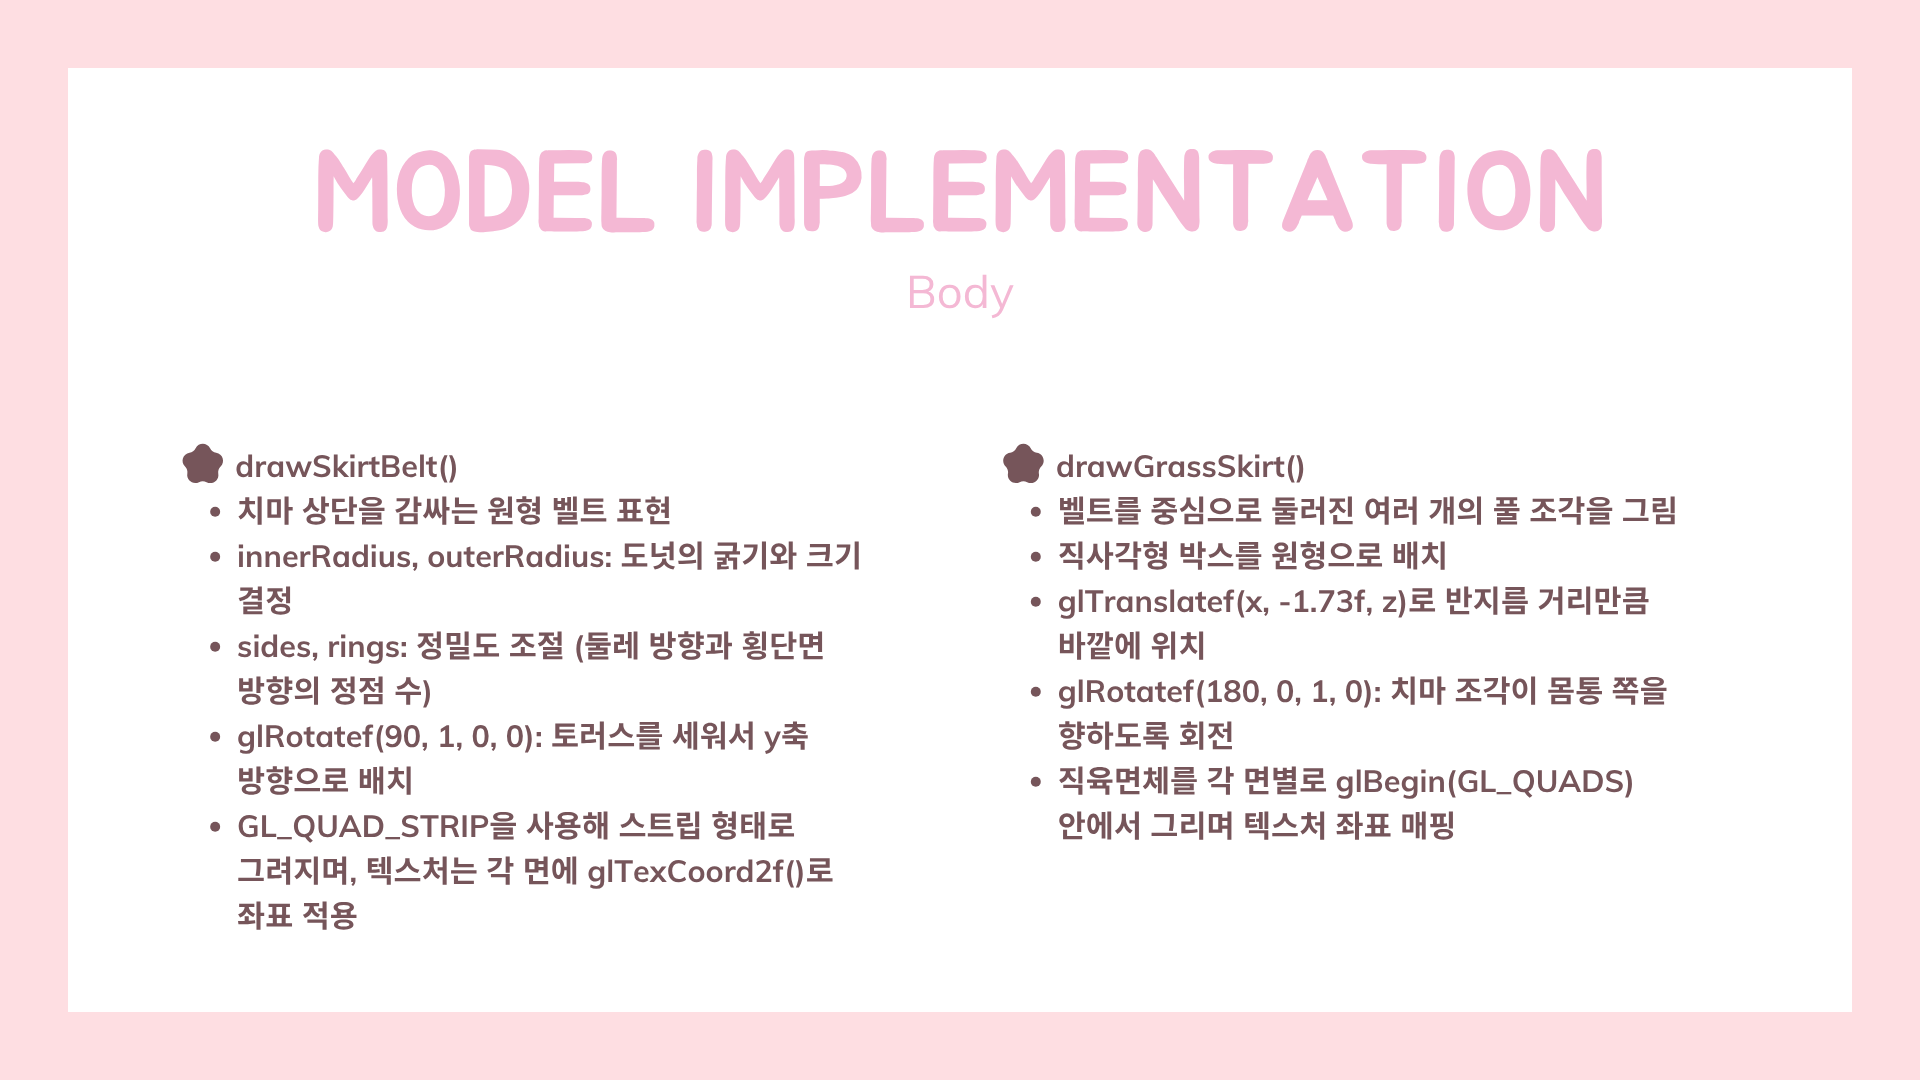 MODEL IMPLEMENTATION
Body
drawSkirtBelt()
• 치마 상단을 감싸는 원형 벨트 표현
• innerRadius, outerRadius: 도넛의 굵기와 크기
결정
• sides, rings: 정밀도 조절 (둘레 방향과 횡단면
방향의 정점 수)
• glRotatef(90, 1, 0, 0): 토러스를 세워서 y축
방향으로 배치
• GL_QUAD_STRIP을 사용해 스트립 형태로
그려지며, 텍스처는 각 면에 glTexCoord2f()로
좌표 적용
drawGrassSkirt()
• 벨트를 중심으로 둘러진 여러 개의 풀 조각을 그림
• 직사각형 박스를 원형으로 배치
• glTranslatef(x, -1.73f, z)로 반지름 거리만큼
바깥에 위치
• glRotatef(180, 0, 1, 0): 치마 조각이 몸통 쪽을
향하도록 회전
• 직육면체를 각 면별로 glBegin(GL_QUADS)
안에서 그리며 텍스처 좌표 매핑